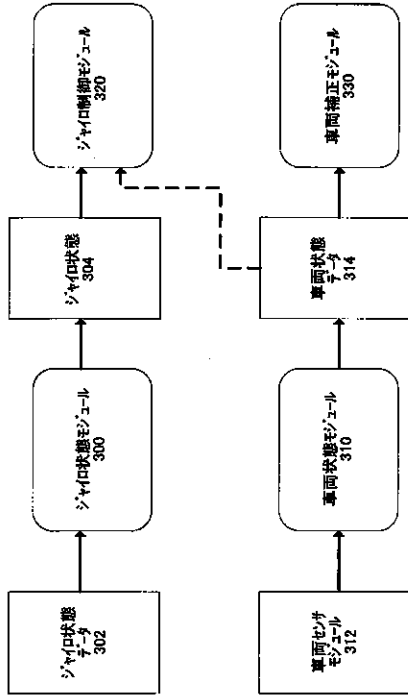 ジャイロ状態
データ
302
ジャイロ状態モジュール
300
ジャイロ状態
304
ジャイロ制御モジュール
320
車両センサ
モジュール
312
車両状態モジュール
310
車両状態
データ
314
車両補正モジュール
330